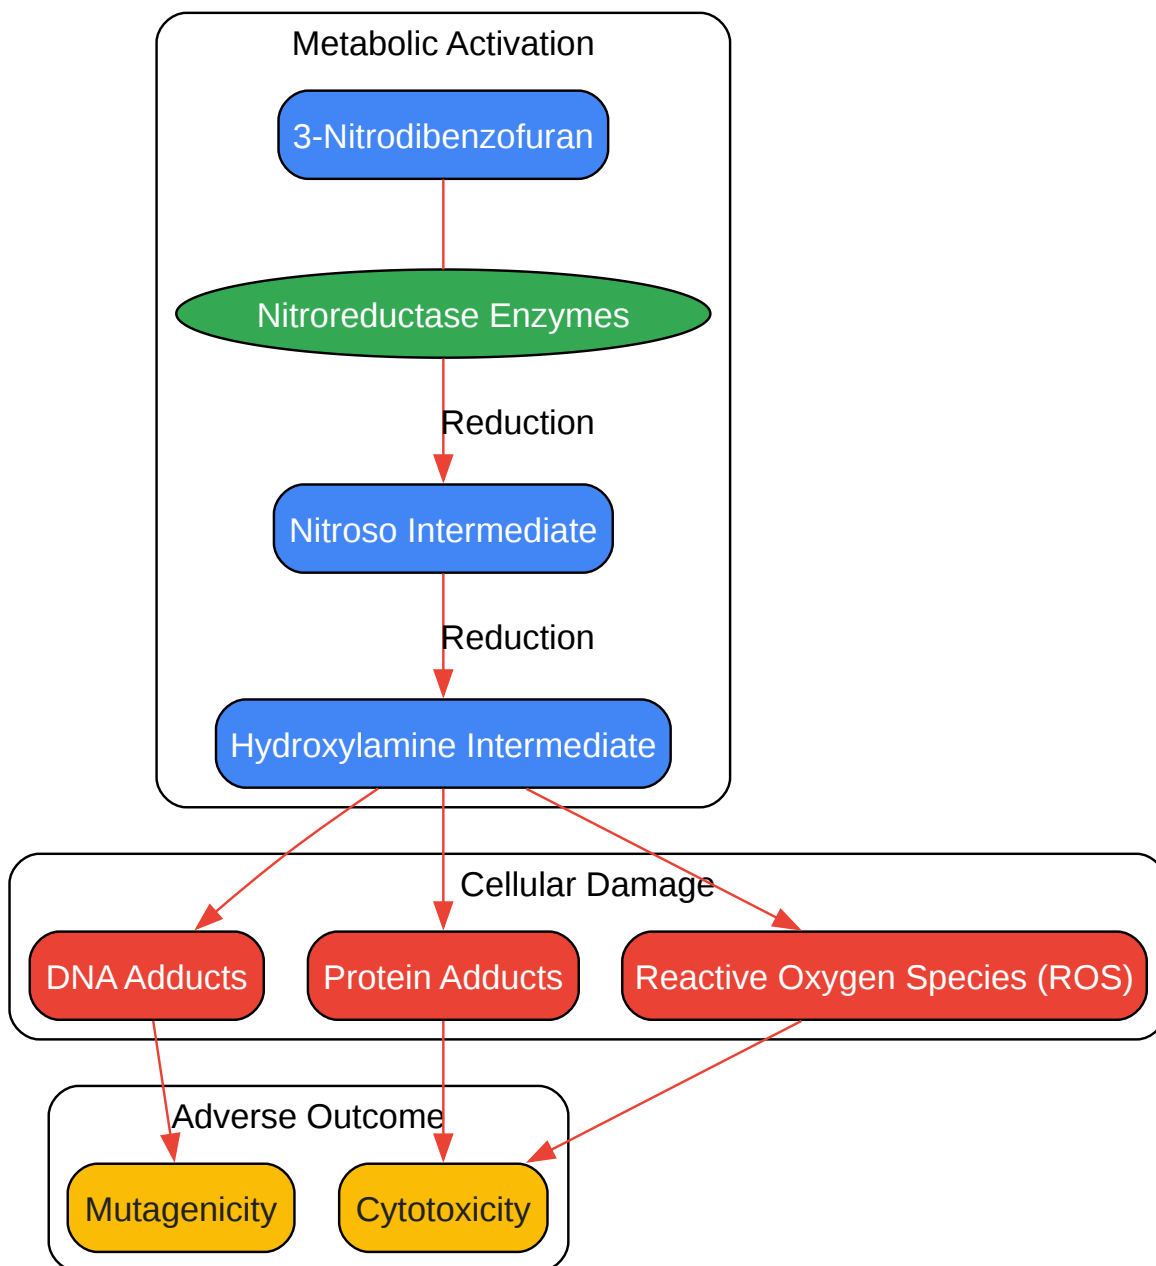 Metabolic Activation
3-Nitrodibenzofuran
Nitroreductase Enzymes
Reduction
Nitroso Intermediate
Reduction
Hydroxylamine Intermediate
Cellular Damage
DNA Adducts
Protein Adducts
Reactive Oxygen Species (ROS)
Adverse Outcome
Mutagenicity
Cytotoxicity